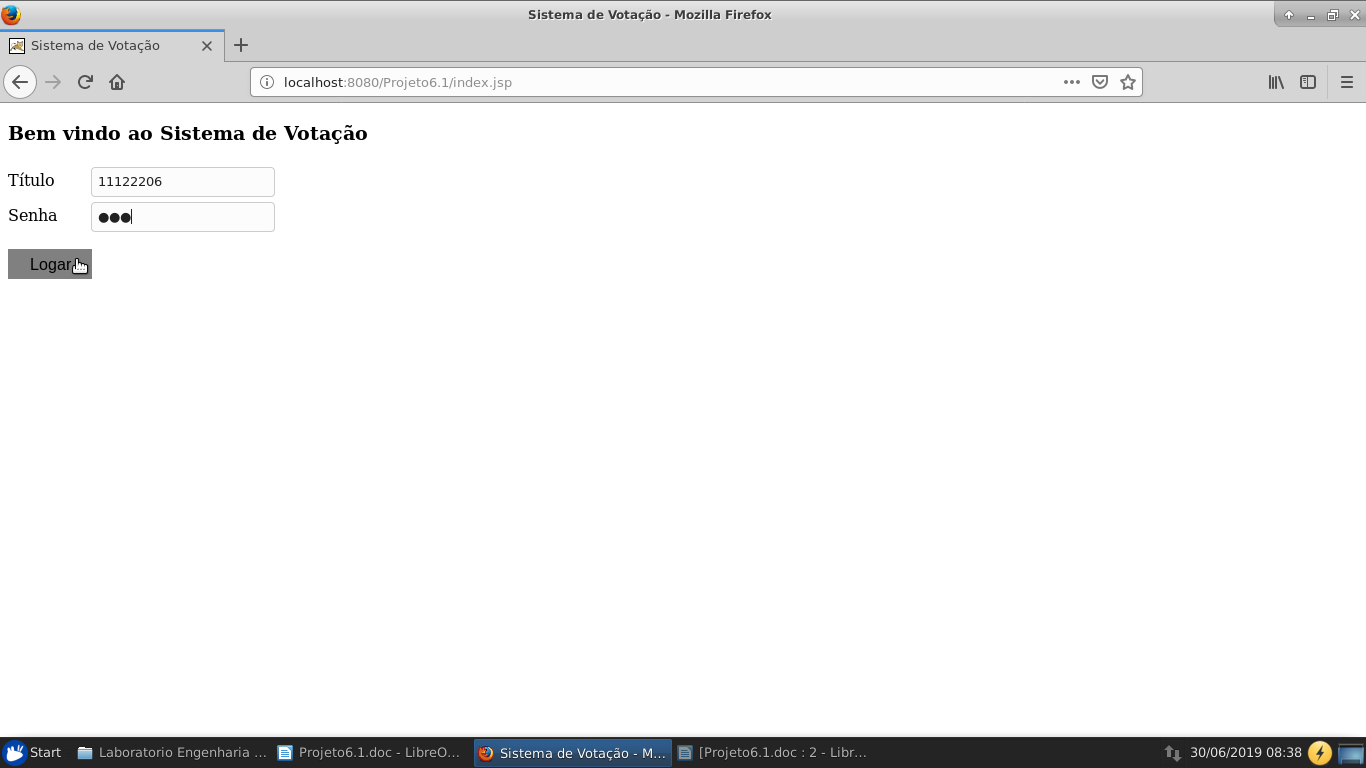 Sistema de Votação - Mozilla Firefox
Sistema de Votação
localhost:8080/Projeto6.1/index.jsp
Bem vindo ao Sistema de Votação
Título 11122206
Senha ●●●
Logar
Start Laboratorio Engenharia ... Projeto6.1.doc - LibreO... Sistema de Votação - M... [Projeto6.1.doc : 2 - Libr... 30/06/2019 08:38